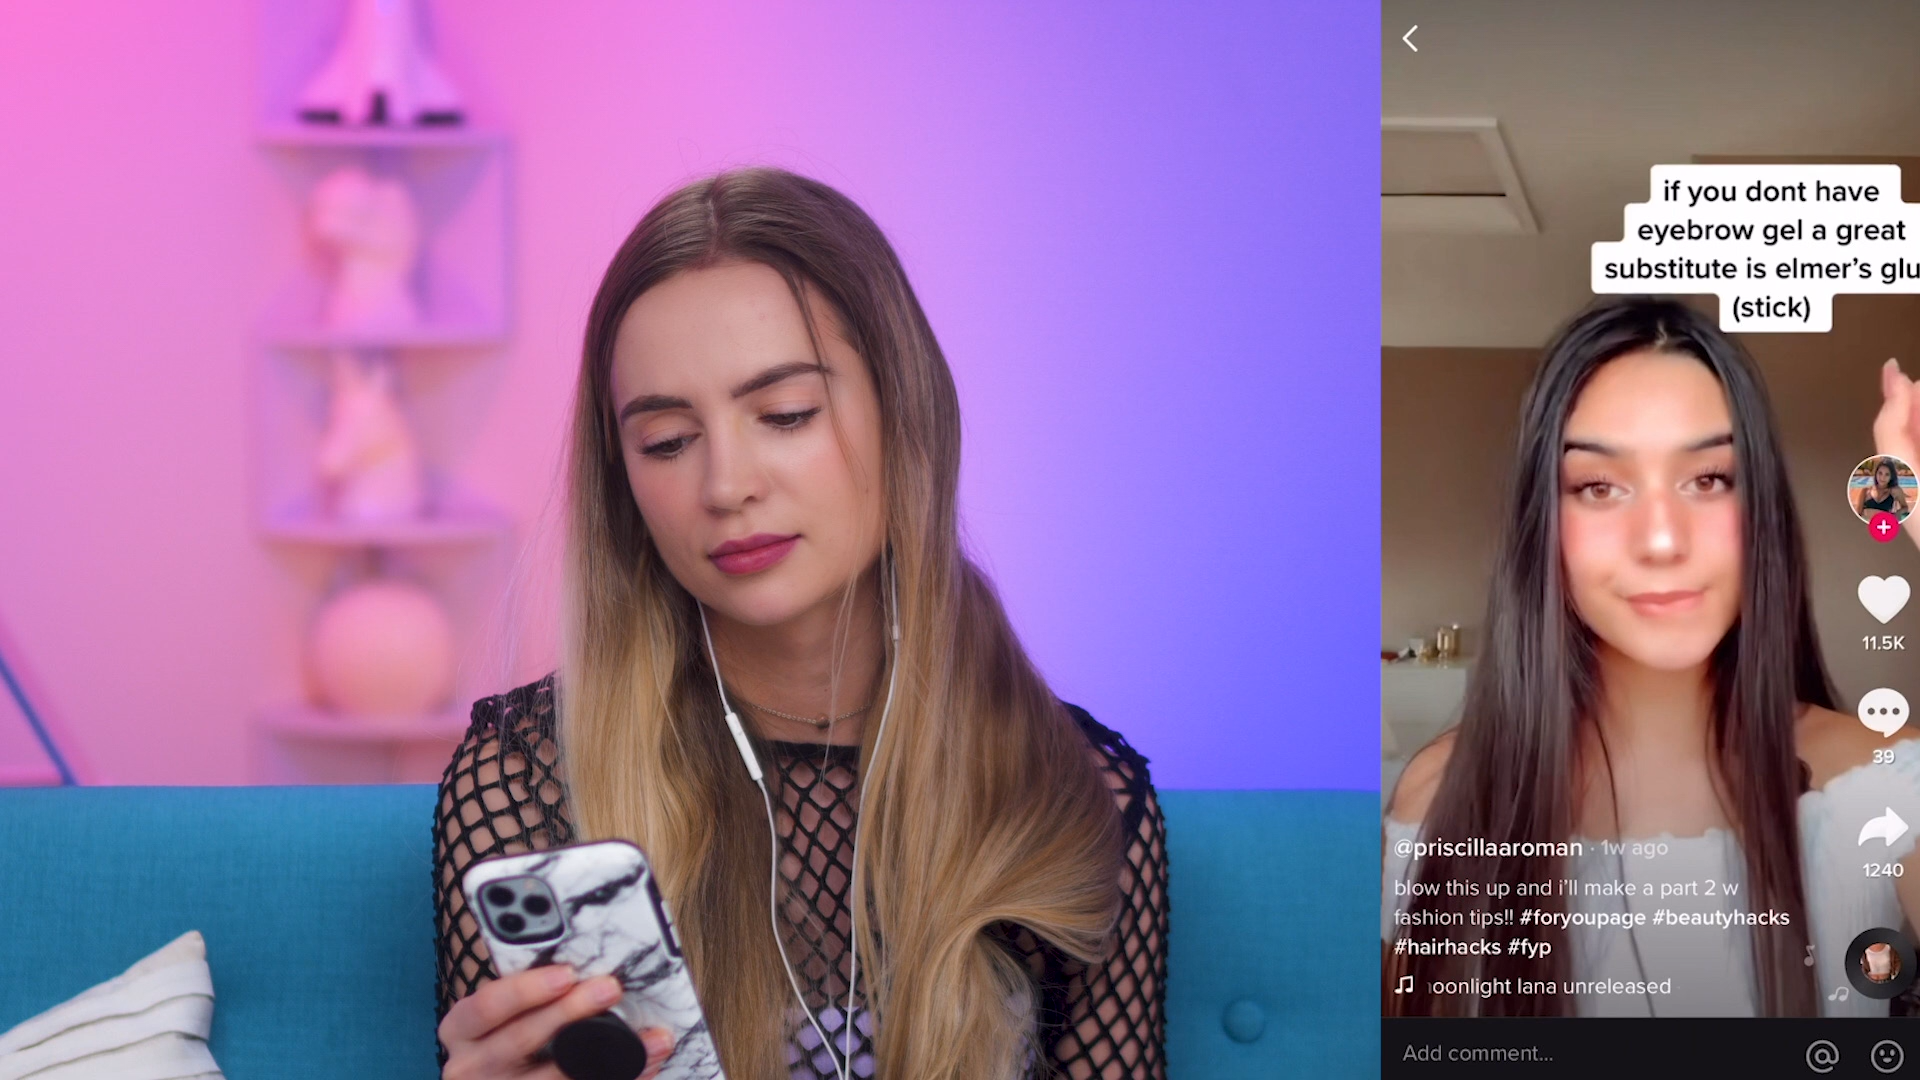 if you dont have
eyebrow gel a great
substitute is elmer's glu
(stick)
11.5K
39
1240
@priscillaaroman · 1w ago
blow this up and i'll make a part 2 w
fashion tips!! #foryoupage #beautyhacks
#hairhacks #fyp
oonlight lana unreleased
Add comment...